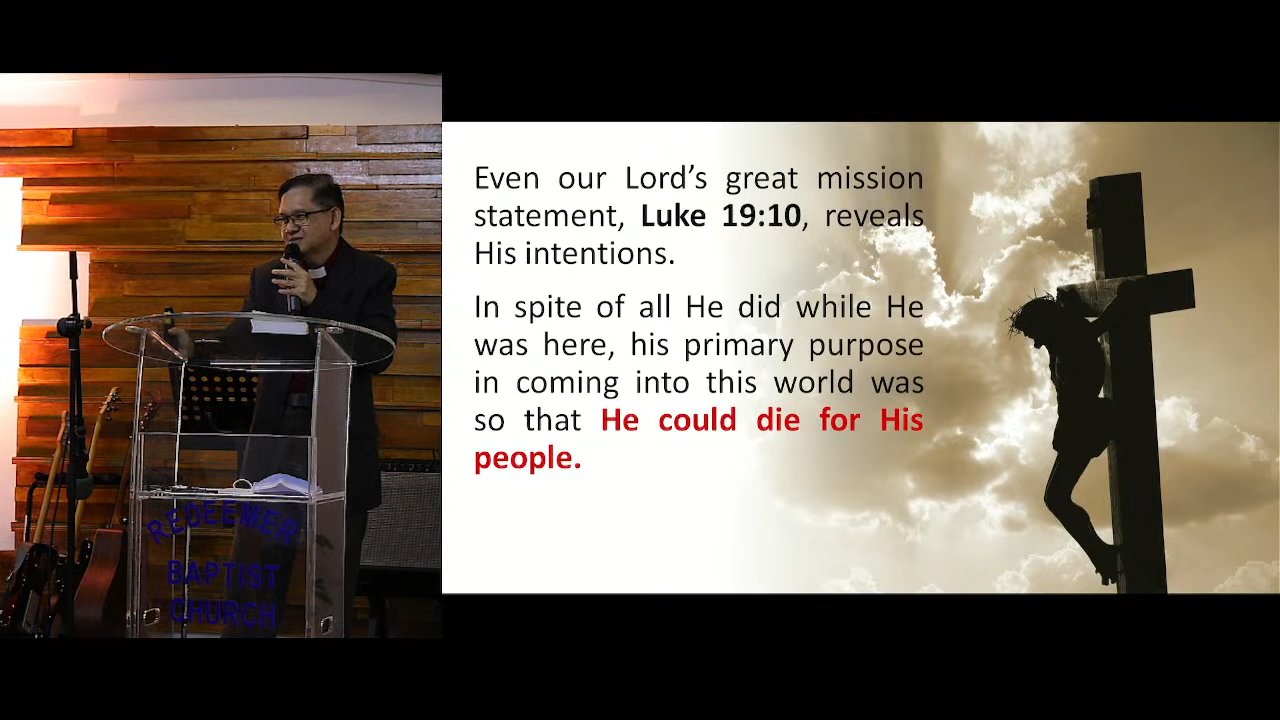 Even our Lord’s great mission
statement, Luke 19:10, reveals
His intentions.
In spite of all He did while He
was here, his primary purpose
in coming into this world was
so that He could die for His
people.
REDEEMER
BAPTIST
CHURCH